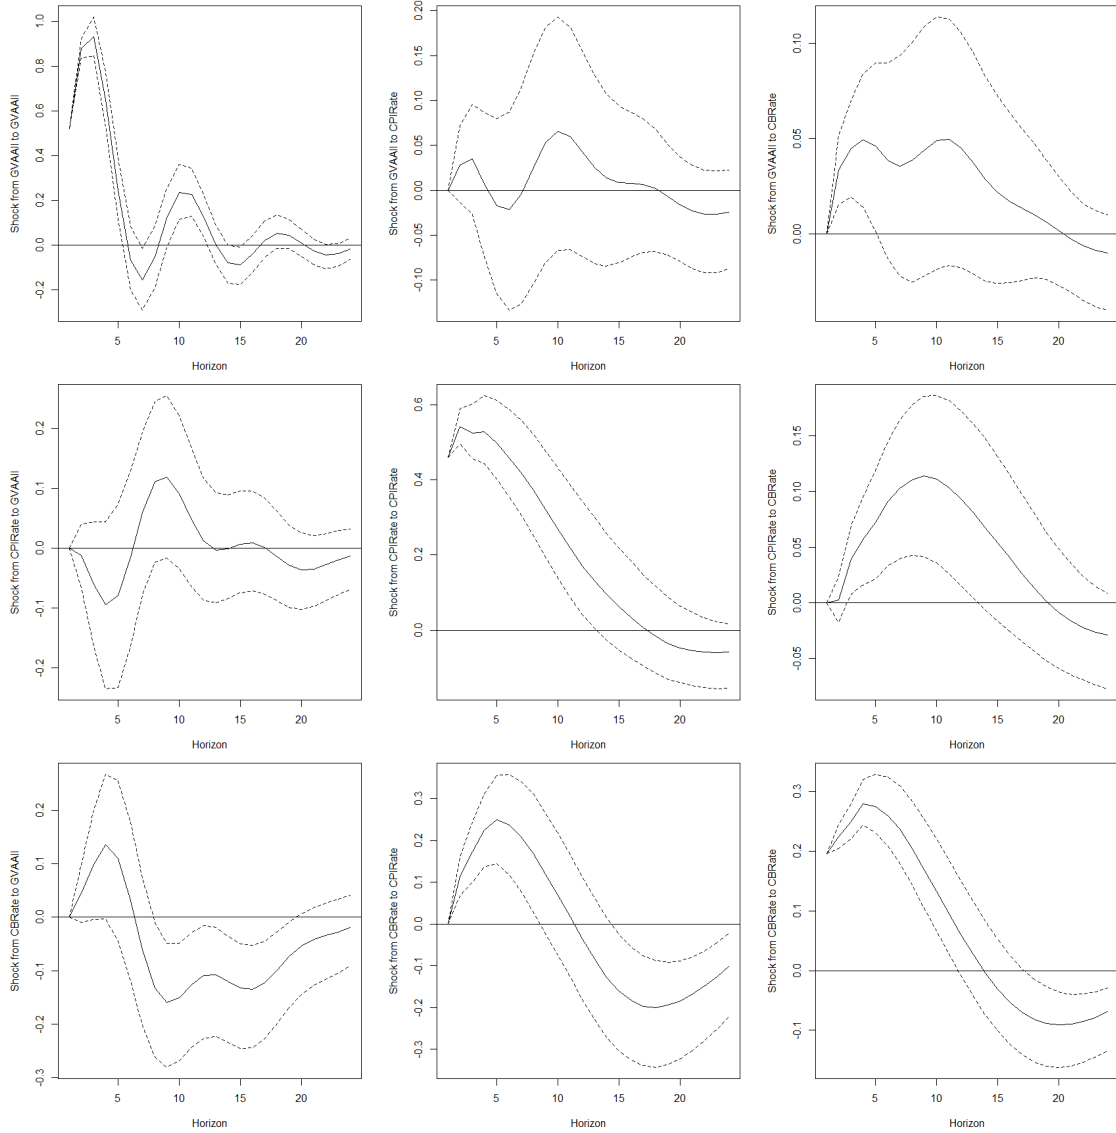 Shock from GVAAll to GVAAll
-0.2 0.0 0.2 0.4 0.6 0.8 1.0
5 10 15 20
Horizon
Shock from GVAAll to CPIRate
-0.10 -0.05 0.00 0.05 0.10 0.15 0.20
5 10 15 20
Horizon
Shock from GVAAll to CBRate
0.00 0.05 0.10
5 10 15 20
Horizon
Shock from CPIRate to GVAAll
-0.2 -0.1 0.0 0.1 0.2
5 10 15 20
Horizon
Shock from CPIRate to CPIRate
0.0 0.2 0.4 0.6
5 10 15 20
Horizon
Shock from CPIRate to CBRate
-0.05 0.00 0.05 0.10 0.15
5 10 15 20
Horizon
Shock from CBRate to GVAAll
-0.3 -0.2 -0.1 0.0 0.1 0.2
5 10 15 20
Horizon
Shock from CBRate to CPIRate
-0.3 -0.2 -0.1 0.0 0.1 0.2 0.3
5 10 15 20
Horizon
Shock from CBRate to CBRate
-0.1 0.0 0.1 0.2 0.3
5 10 15 20
Horizon